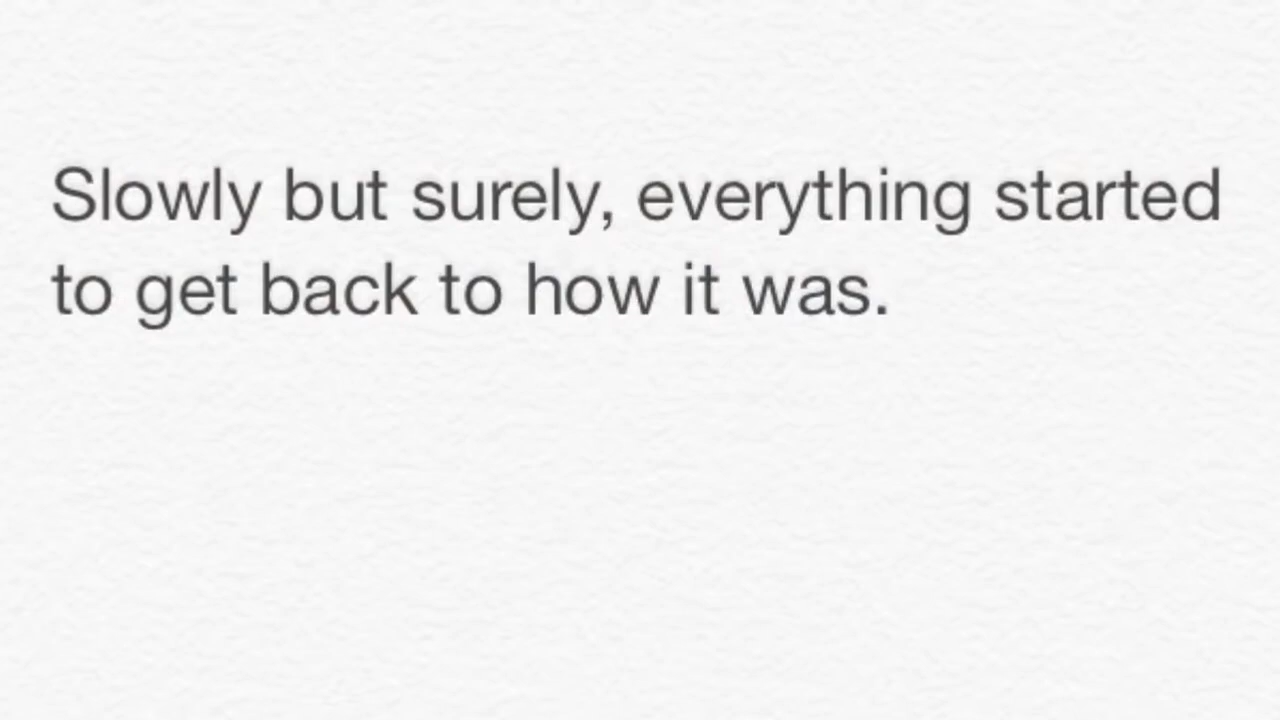 Slowly but surely, everything started
to get back to how it was.